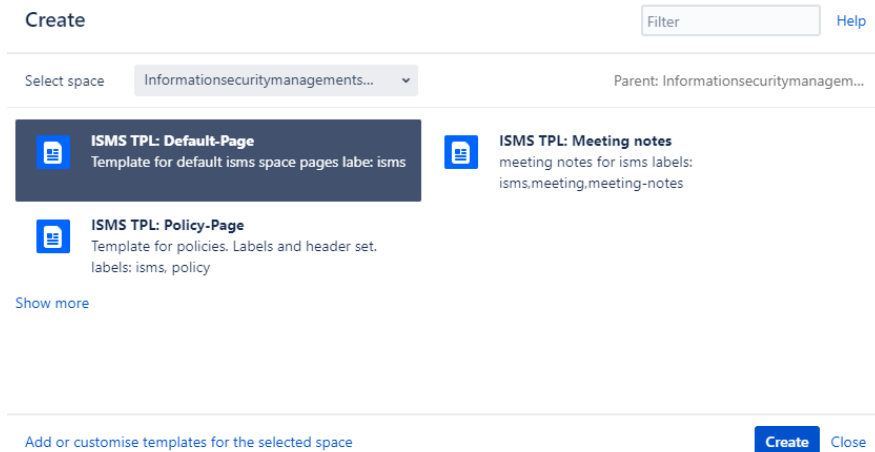 Create
Filter
Help
Select space
Informationsecuritymanagements...
Parent: Informationsecuritymanagem...
ISMS TPL: Default-Page
Template for default isms space pages labe: isms
ISMS TPL: Meeting notes
meeting notes for isms labels:
isms,meeting,meeting-notes
ISMS TPL: Policy-Page
Template for policies. Labels and header set.
labels: isms, policy
Show more
Add or customise templates for the selected space
Create
Close